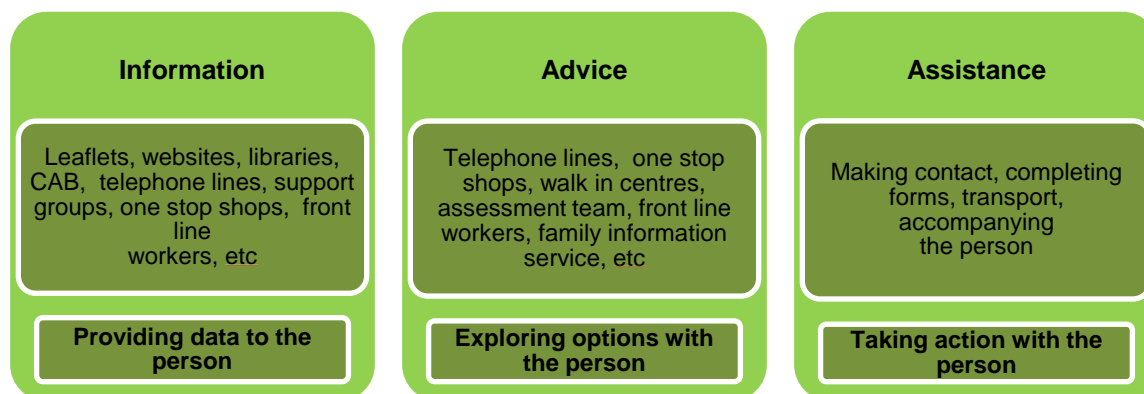 Information
Leaflets, websites, libraries,
CAB, telephone lines, support
groups, one stop shops, front
line
workers, etc
Providing data to the
person
Advice
Telephone lines, one stop
shops, walk in centres,
assessment team, front line
workers, family information
service, etc
Exploring options with
the person
Assistance
Making contact, completing
forms, transport,
accompanying
the person
Taking action with the
person